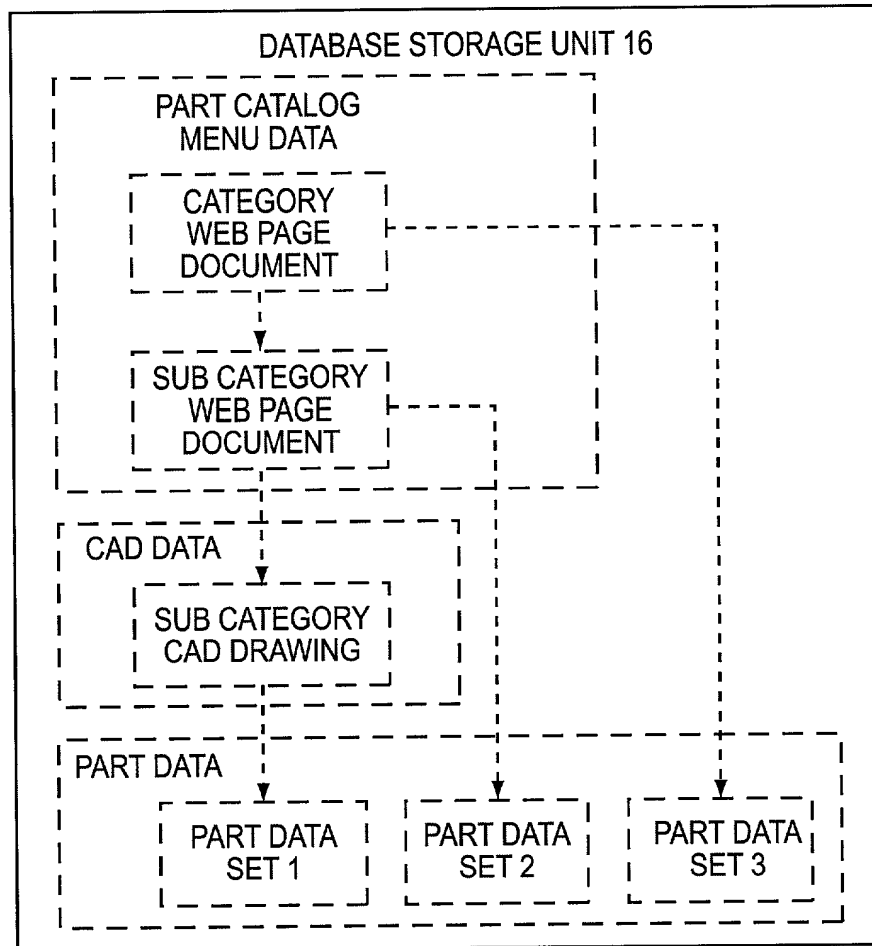 DATABASE STORAGE UNIT 16
PART CATALOG
MENU DATA
CATEGORY
WEB PAGE
DOCUMENT
SUB CATEGORY
WEB PAGE
DOCUMENT
CAD DATA
SUB CATEGORY
CAD DRAWING
PART DATA
PART DATA
SET 1
PART DATA
SET 2
PART DATA
SET 3